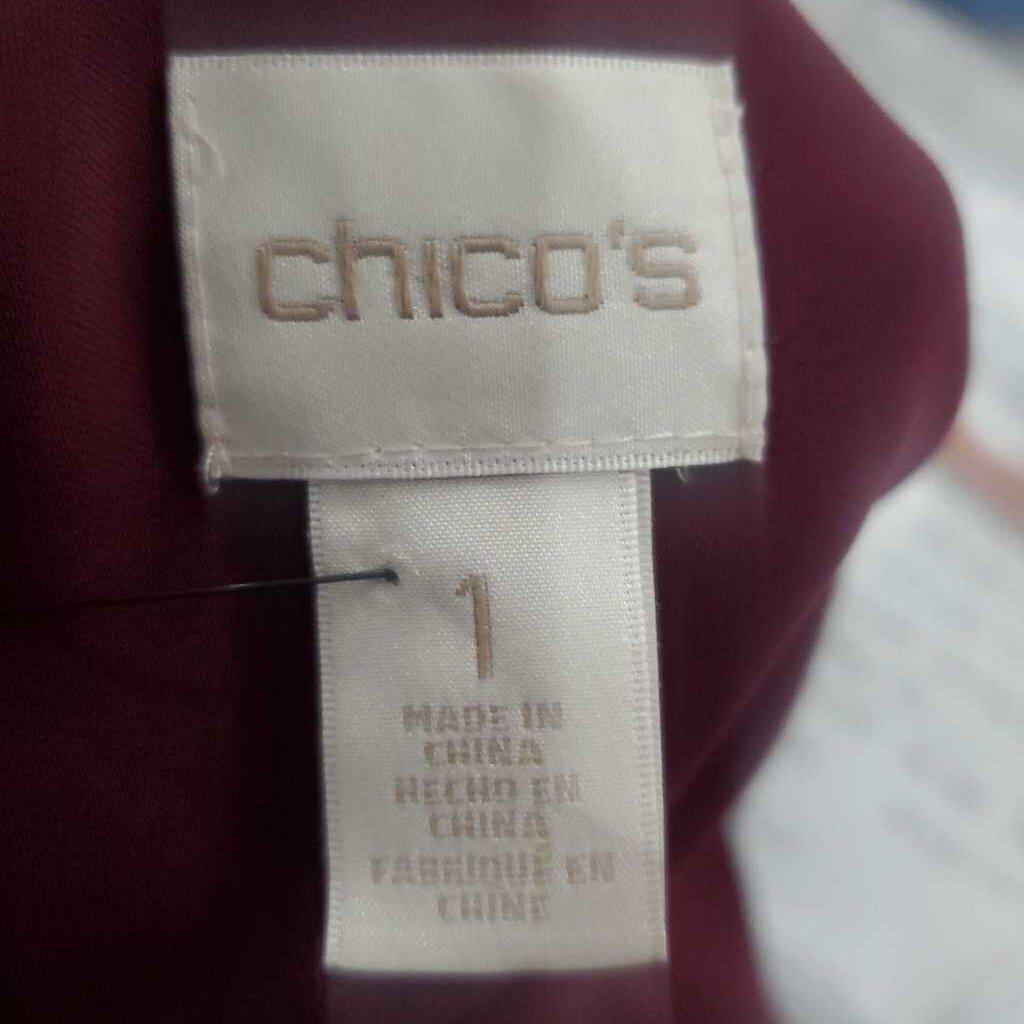 chico's
1
MADE IN
CHINA
HECHO EN
CHINA
FABRIQUÉ EN
CHINE